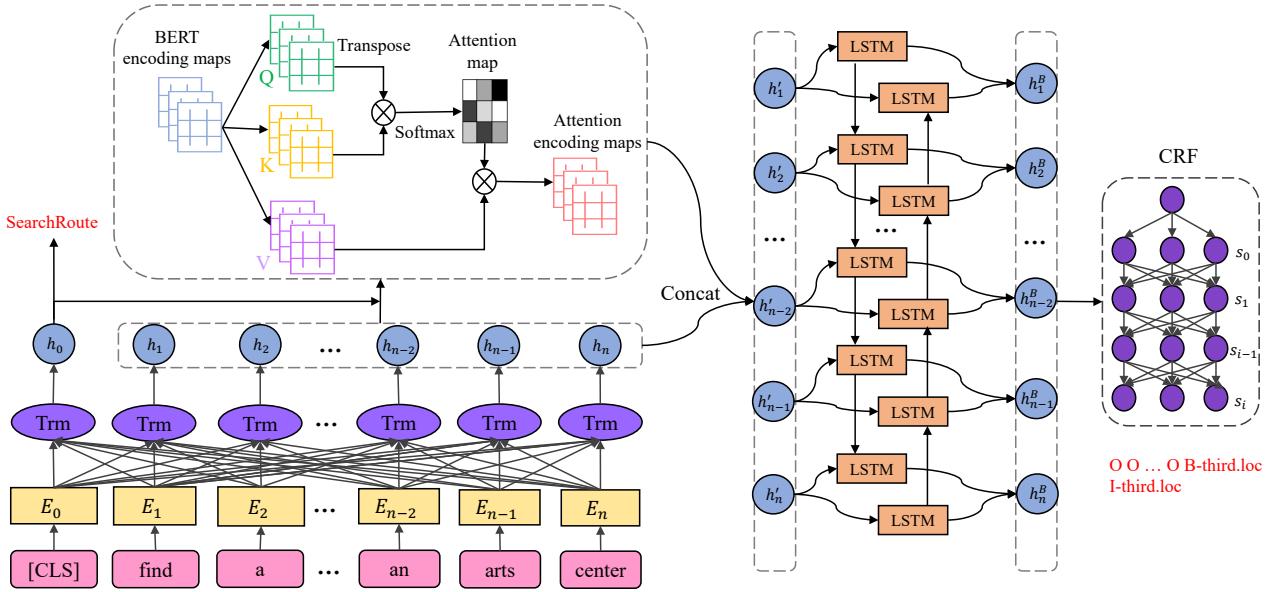 BERT
encoding maps
Q
K
V
Transpose
Softmax
Attention
map
Attention
encoding maps
SearchRoute
Concat
h₀ h₁ h₂ ... hₙ₋₂ hₙ₋₁ hₙ
Trm Trm Trm ... Trm Trm Trm
E₀ E₁ E₂ ... Eₙ₋₂ Eₙ₋₁ Eₙ
[CLS] find a ... an arts center
h′₁ LSTM LSTM h₁ᴮ
h′₂ LSTM LSTM h₂ᴮ
... ... ...
h′ₙ₋₂ LSTM LSTM hₙ₋₂ᴮ
h′ₙ₋₁ LSTM LSTM hₙ₋₁ᴮ
h′ₙ LSTM LSTM hₙᴮ
CRF
s₀
s₁
sᵢ₋₁
sᵢ
O O … O B-third.loc
I-third.loc